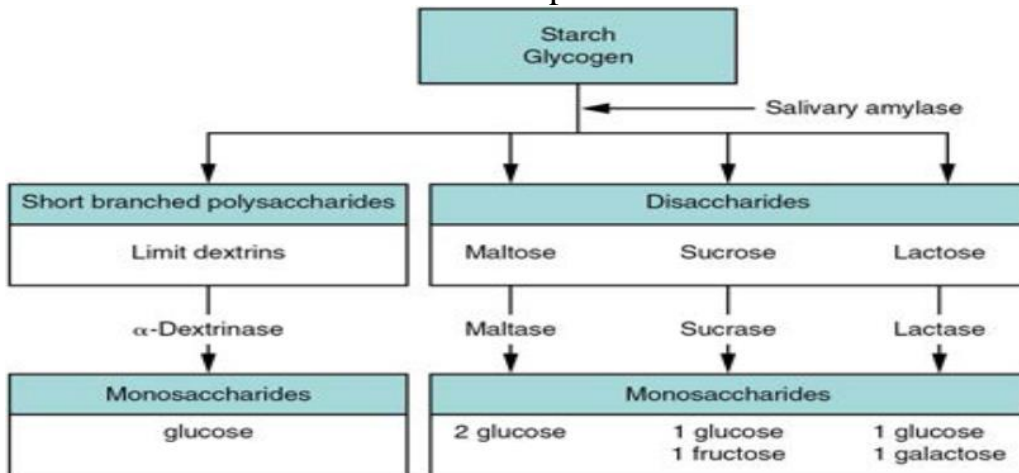 Starch
Glycogen
Salivary amylase
Short branched polysaccharides
Disaccharides
Limit dextrins
Maltose Sucrose Lactose
α-Dextrinase
Maltase Sucrase Lactase
Monosaccharides
Monosaccharides
glucose
2 glucose 1 glucose 1 glucose
1 fructose 1 galactose